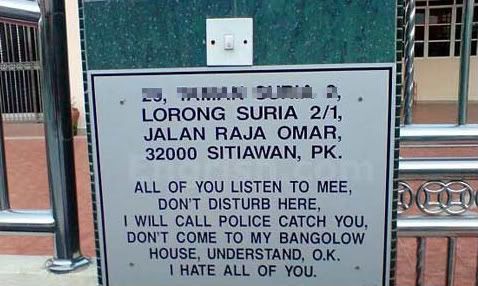 LORONG SURIA 2/1,
JALAN RAJA OMAR,
32000 SITIAWAN, PK.
ALL OF YOU LISTEN TO MEE,
DON'T DISTURB HERE,
I WILL CALL POLICE CATCH YOU,
DON'T COME TO MY BANGOLOW
HOUSE, UNDERSTAND, O.K.
I HATE ALL OF YOU.